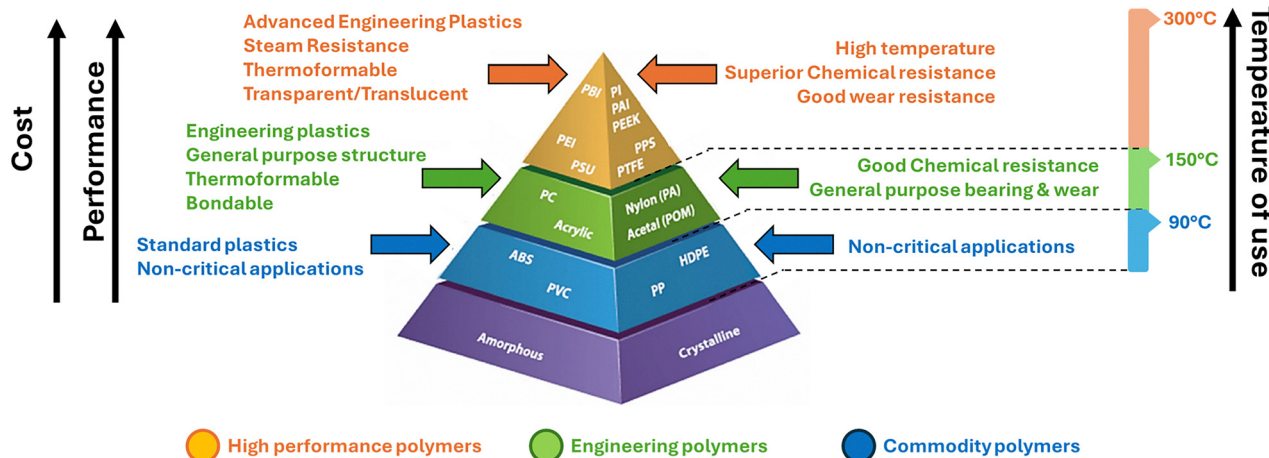 Cost
Performance
Advanced Engineering Plastics
Steam Resistance
Thermoformable
Transparent/Translucent
High temperature
Superior Chemical resistance
Good wear resistance
Engineering plastics
General purpose structure
Thermoformable
Bondable
Good Chemical resistance
General purpose bearing & wear
Standard plastics
Non-critical applications
Non-critical applications
PBI
PI
PAI
PEEK
PEI
PPS
PSU
PTFE
PC
Nylon (PA)
Acrylic
Acetal (POM)
ABS
HDPE
PVC
PP
Amorphous
Crystalline
300°C
150°C
90°C
Temperature of use
High performance polymers
Engineering polymers
Commodity polymers